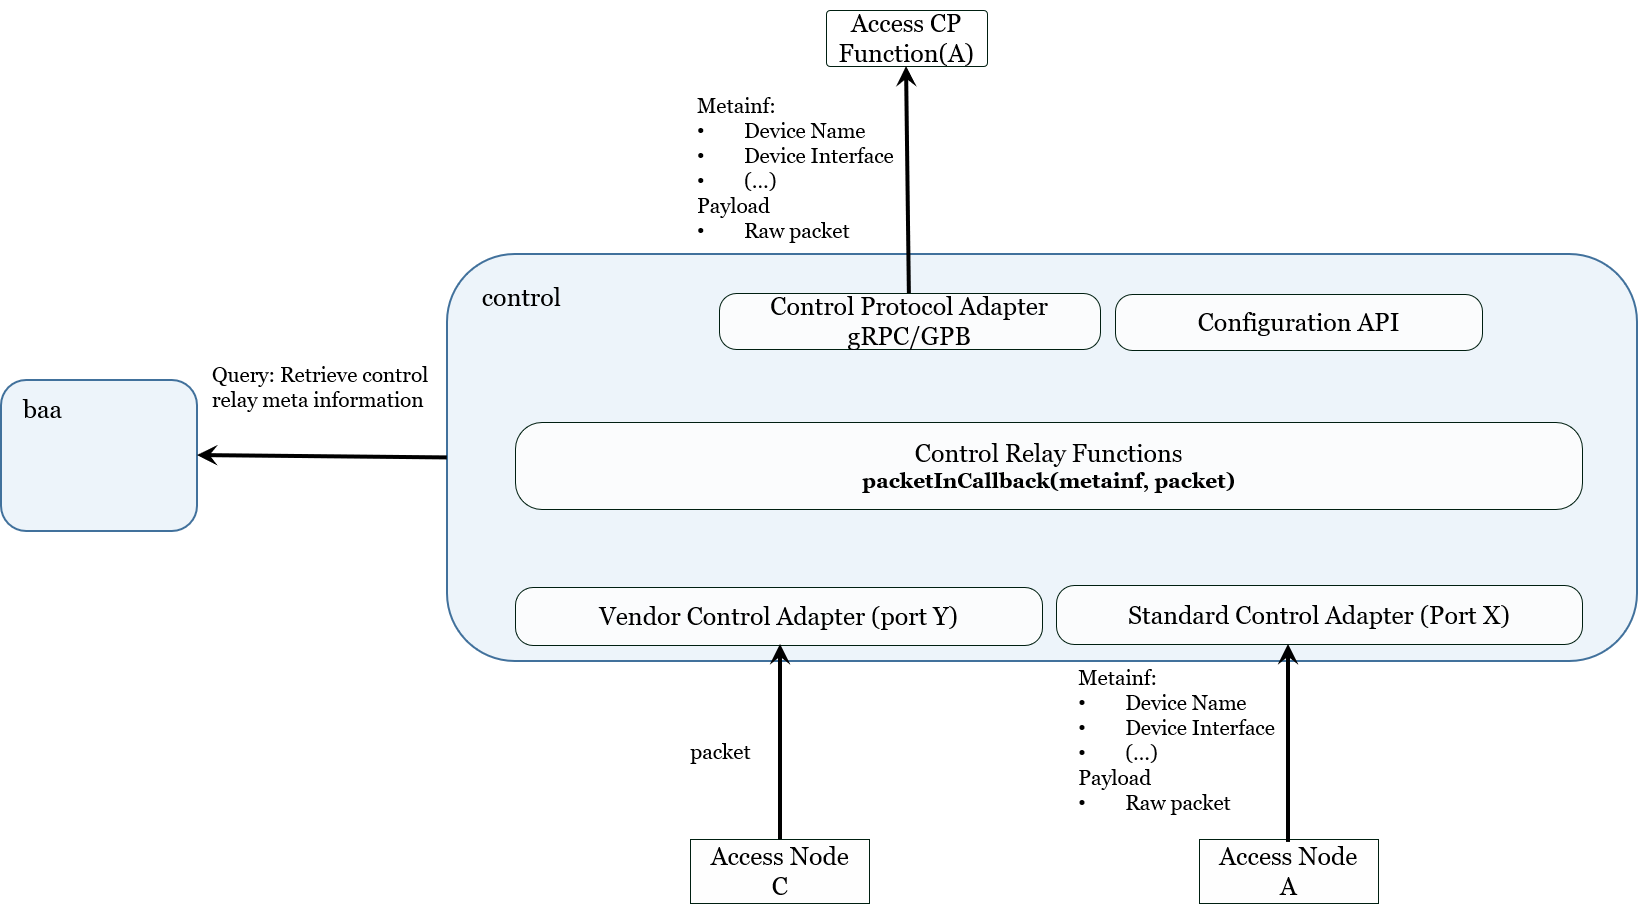 Access CP
Function(A)
Metainf:
• Device Name
• Device Interface
• (...)
Payload
• Raw packet
control
Control Protocol Adapter
gRPC/GPB
Configuration API
Query: Retrieve control
relay meta information
baa
Control Relay Functions
packetInCallback(metainf, packet)
Vendor Control Adapter (port Y)
Standard Control Adapter (Port X)
Metainf:
• Device Name
• Device Interface
• (...)
Payload
• Raw packet
packet
Access Node
C
Access Node
A